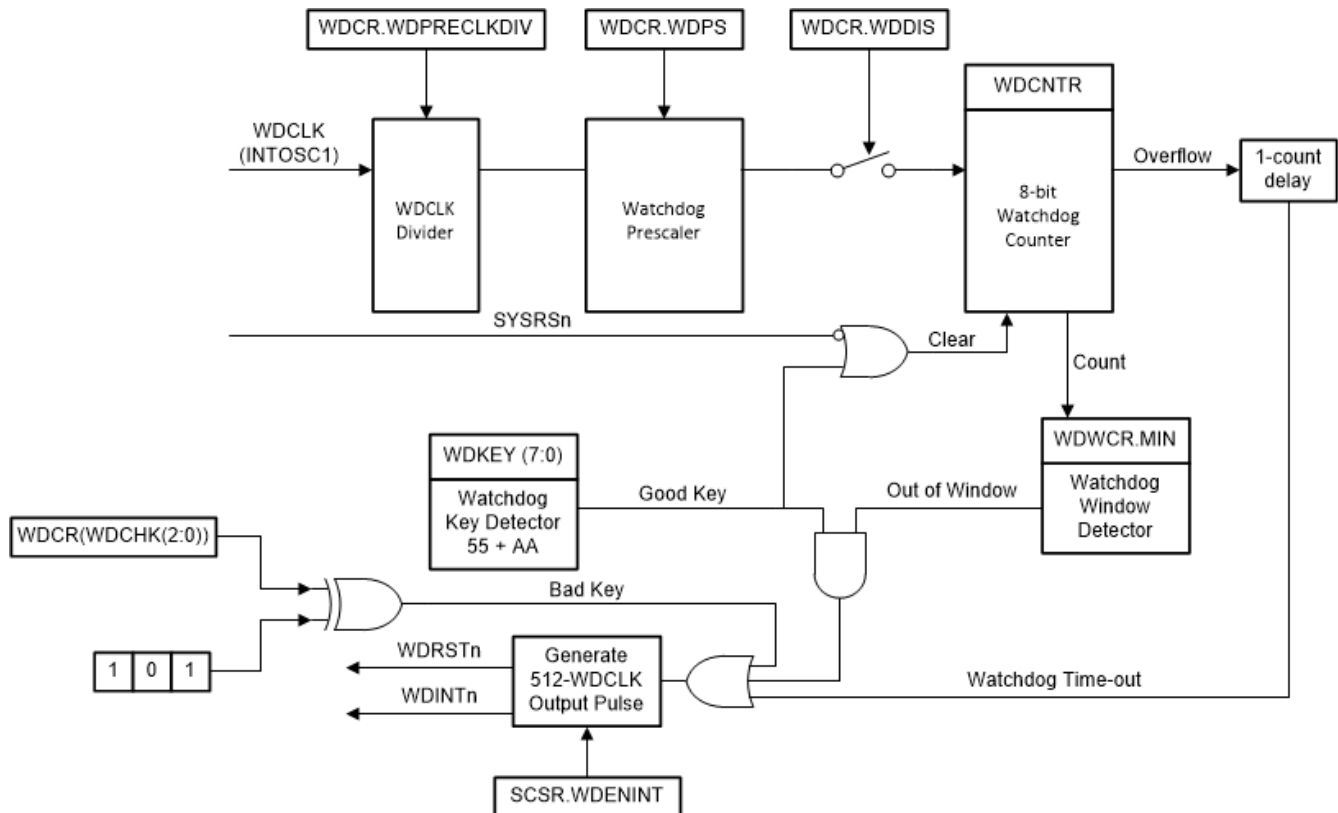 WDCR.WDPRECLKDIV
WDCR.WDPS
WDCR.WDDIS
WDCNTR
WDCLK
(INTOSC1)
WDCLK
Divider
Watchdog
Prescaler
8-bit
Watchdog
Counter
Overflow
1-count
delay
SYSRSn
Clear
Count
WDKEY (7:0)
Watchdog
Key Detector
55 + AA
Good Key
Out of Window
WDWCR.MIN
Watchdog
Window
Detector
WDCR(WDCHK(2:0))
Bad Key
1 0 1
WDRSTn
WDINTn
Generate
512-WDCLK
Output Pulse
Watchdog Time-out
SCSR.WDENINT